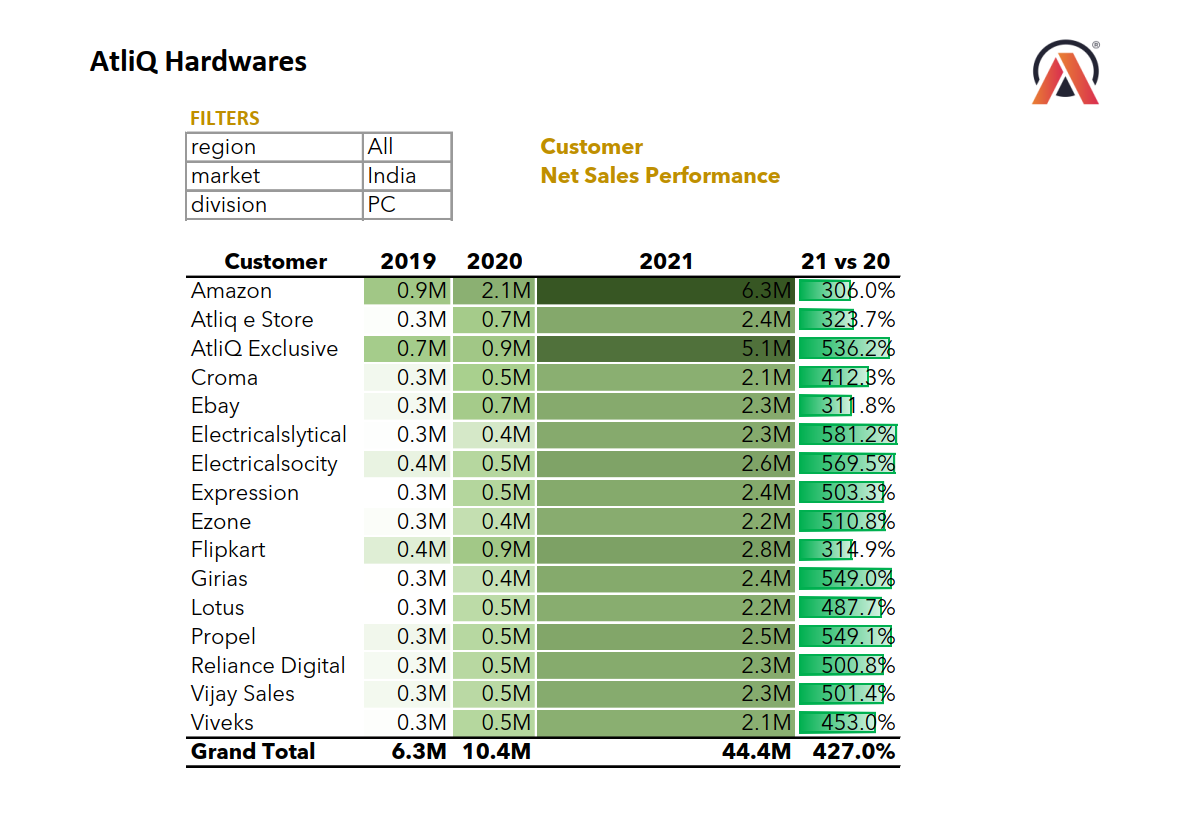 AtliQ Hardwares
®
FILTERS
region All
market India
division PC
Customer
Net Sales Performance
Customer 2019 2020 2021 21 vs 20
Amazon 0.9M 2.1M 6.3M 306.0%
Atliq e Store 0.3M 0.7M 2.4M 323.7%
AtliQ Exclusive 0.7M 0.9M 5.1M 536.2%
Croma 0.3M 0.5M 2.1M 412.3%
Ebay 0.3M 0.7M 2.3M 311.8%
Electricalslytical 0.3M 0.4M 2.3M 581.2%
Electricalsocity 0.4M 0.5M 2.6M 569.5%
Expression 0.3M 0.5M 2.4M 503.3%
Ezone 0.3M 0.4M 2.2M 510.8%
Flipkart 0.4M 0.9M 2.8M 314.9%
Girias 0.3M 0.4M 2.4M 549.0%
Lotus 0.3M 0.5M 2.2M 487.7%
Propel 0.3M 0.5M 2.5M 549.1%
Reliance Digital 0.3M 0.5M 2.3M 500.8%
Vijay Sales 0.3M 0.5M 2.3M 501.4%
Viveks 0.3M 0.5M 2.1M 453.0%
Grand Total 6.3M 10.4M 44.4M 427.0%